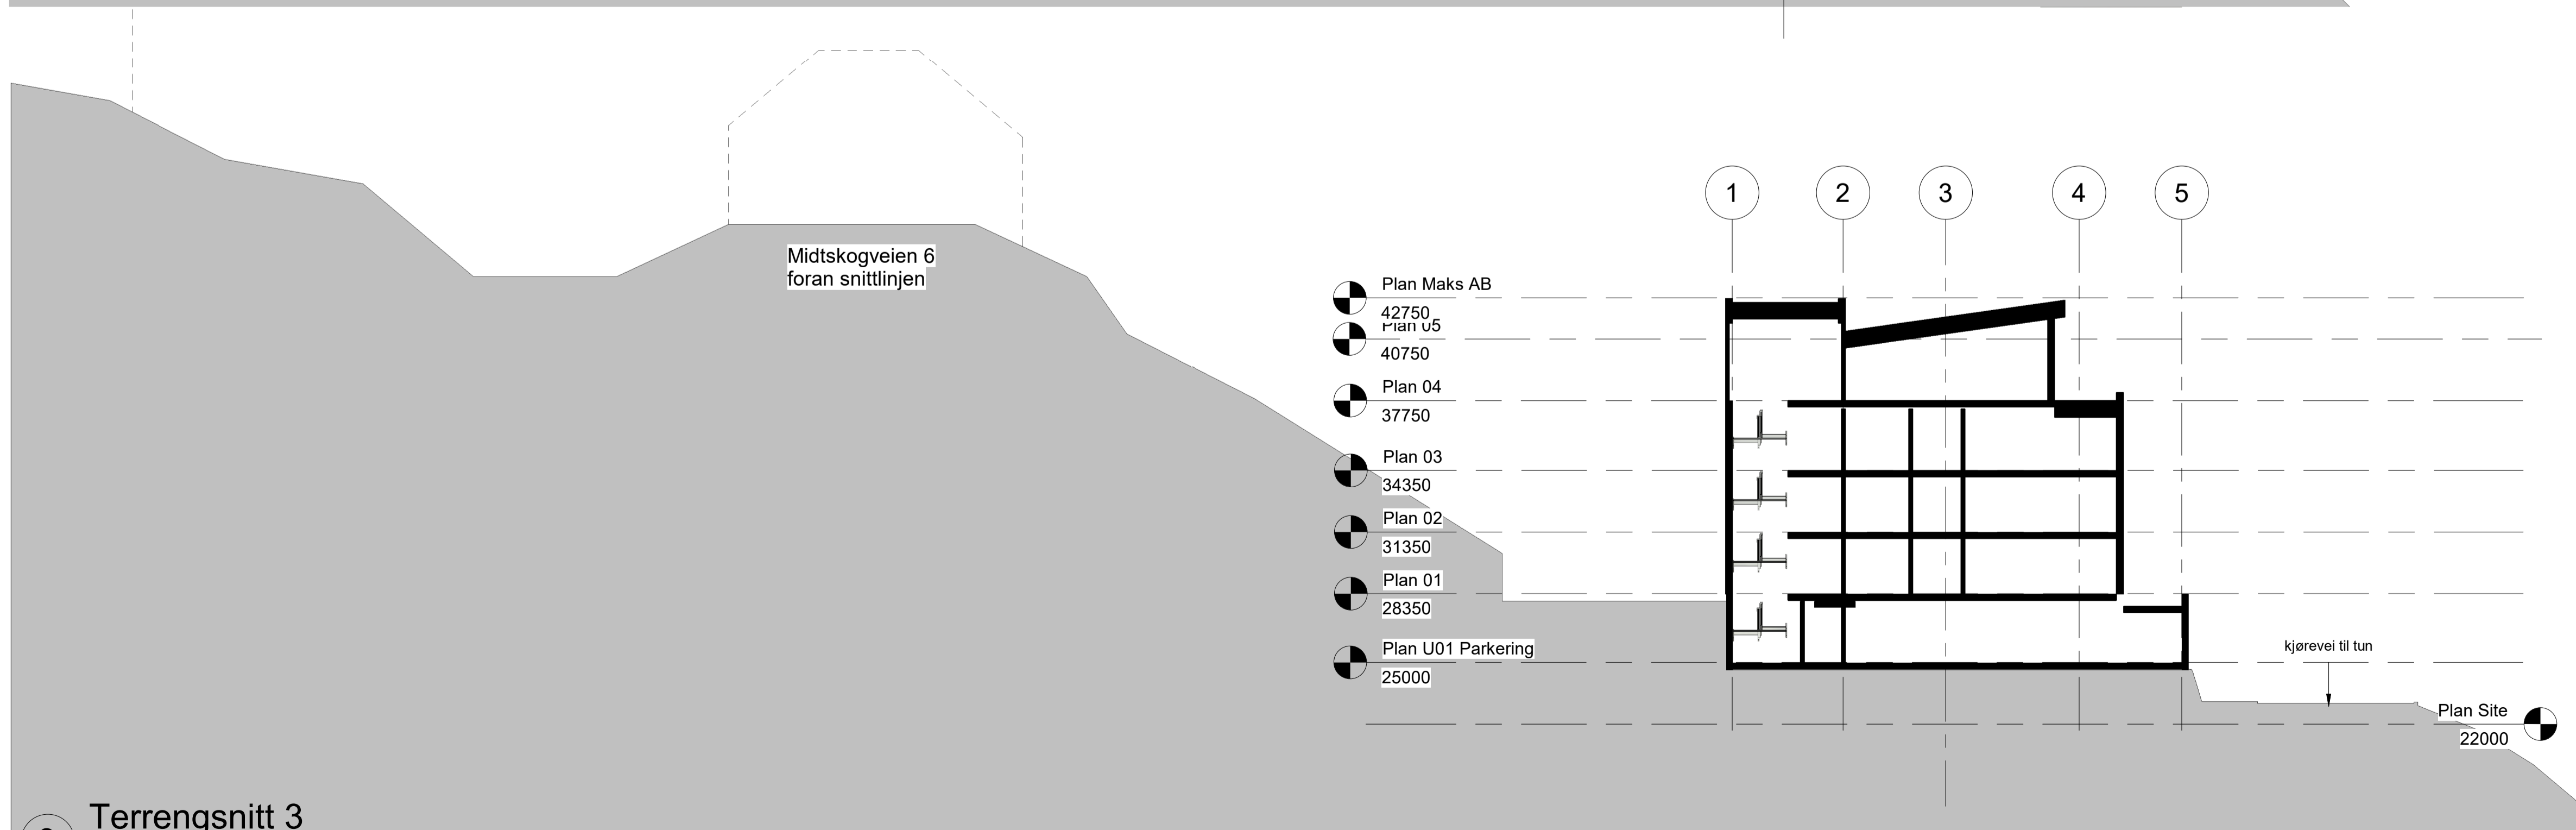 1 2 3 4 5
Midtskogveien 6
foran snittlinjen
Plan Maks AB
42750
Plan 05
40750
Plan 04
37750
Plan 03
34350
Plan 02
31350
Plan 01
28350
Plan U01 Parkering
25000
kjørevei til tun
Plan Site
22000
Terrengsnitt 3